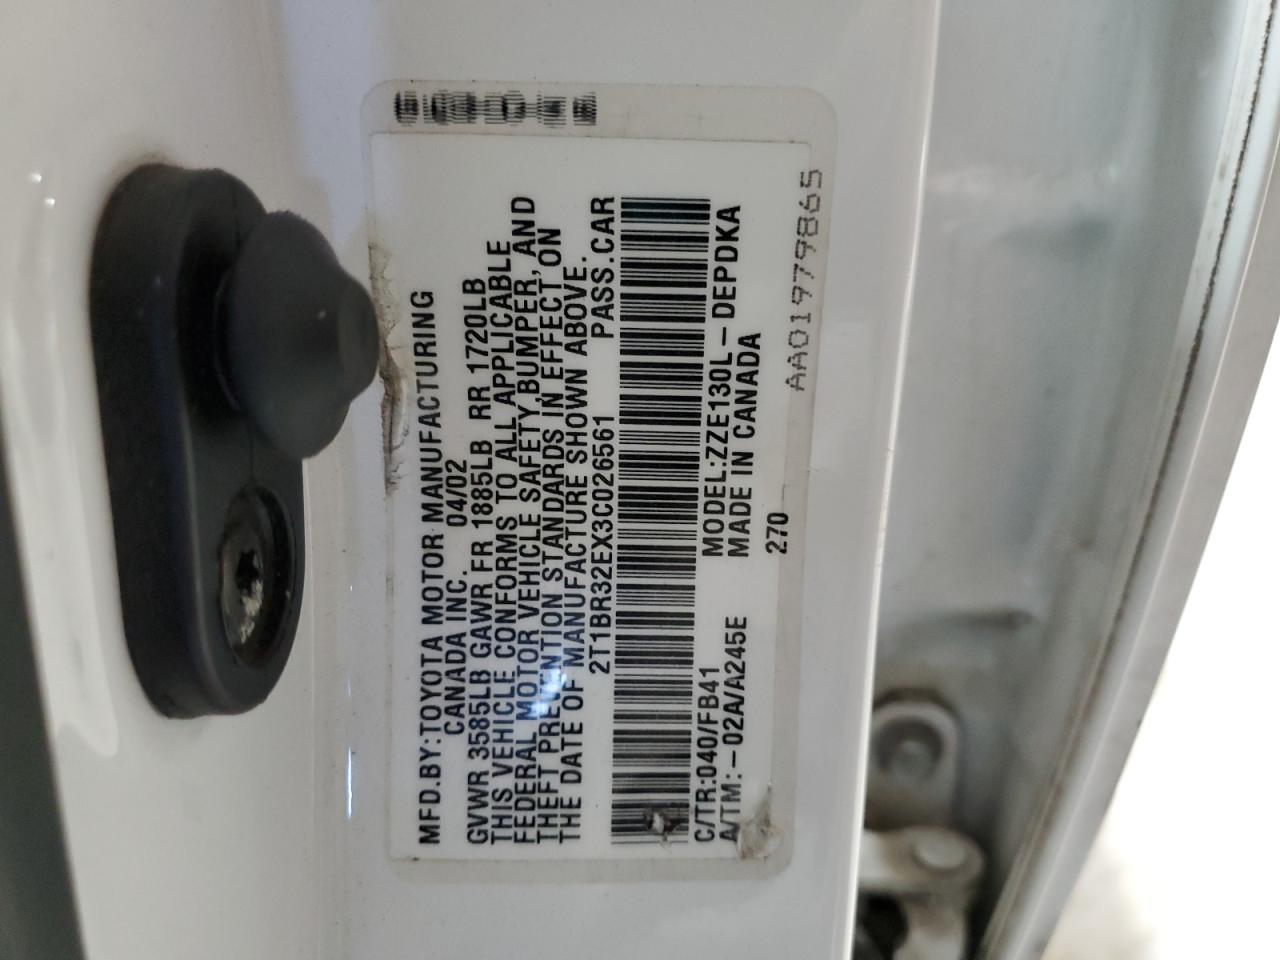 MFD.BY:TOYOTA MOTOR MANUFACTURING
CANADA INC. 04/02
GVWR 3585LB GAWR FR 1885LB RR 1720LB
THIS VEHICLE CONFORMS TO ALL APPLICABLE
FEDERAL MOTOR VEHICLE SAFETY, BUMPER, AND
THEFT PREVENTION STANDARDS IN EFFECT ON
THE DATE OF MANUFACTURE SHOWN ABOVE.
2T1BR32EX3C026561 PASS.CAR
C/TR:040/FB41 MODEL:ZZE130L-DEPDKA
A/TM:-02A/A245E MADE IN CANADA
270
AA01979865